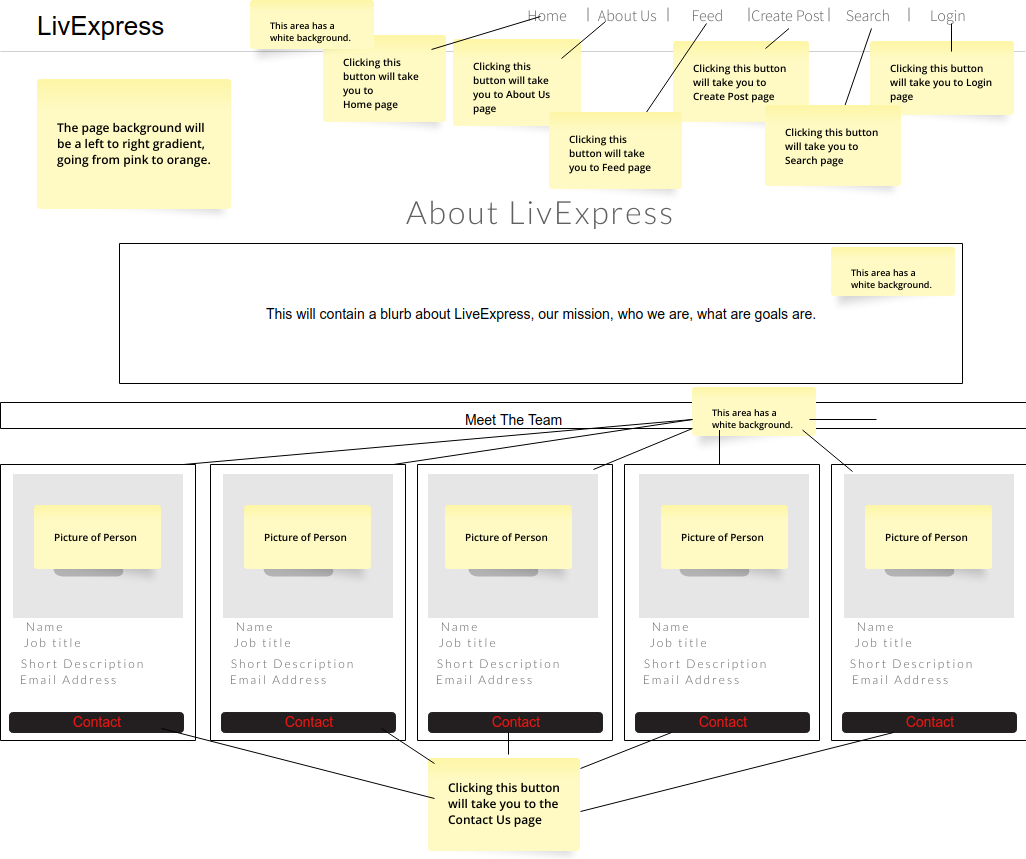 LivExpress
This area has a
white background.
Home | About Us | Feed | Create Post | Search | Login
Clicking this
button will take
you to
Home page
Clicking this
button will take
you to About Us
page
Clicking this
button will take
you to Feed page
Clicking this button
will take you to
Create Post page
Clicking this button
will take you to
Search page
Clicking this button
will take you to Login
page
The page background will
be a left to right gradient,
going from pink to orange.
About LivExpress
This area has a
white background.
This will contain a blurb about LiveExpress, our mission, who we are, what are goals are.
Meet The Team
This area has a
white background.
Picture of Person
Name
Job title
Short Description
Email Address
Contact
Picture of Person
Name
Job title
Short Description
Email Address
Contact
Picture of Person
Name
Job title
Short Description
Email Address
Contact
Picture of Person
Name
Job title
Short Description
Email Address
Contact
Picture of Person
Name
Job title
Short Description
Email Address
Contact
Clicking this button
will take you to the
Contact Us page